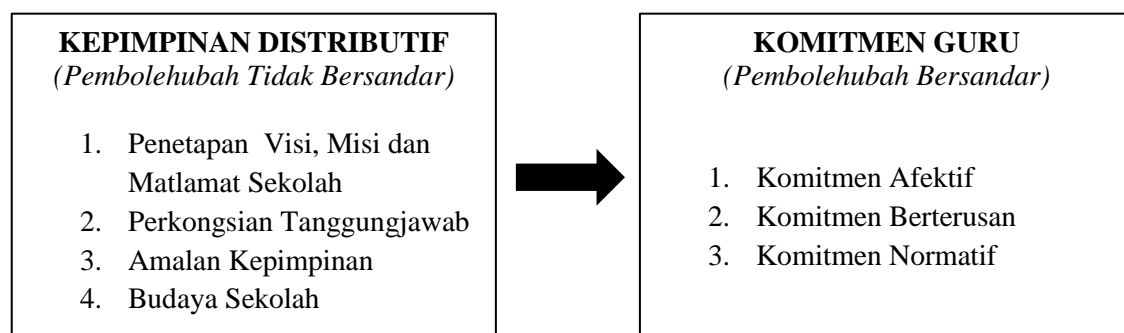 KEPIMPINAN DISTRIBUTIF
(Pembolehubah Tidak Bersandar)
1. Penetapan Visi, Misi dan
Matlamat Sekolah
2. Perkongsian Tanggungjawab
3. Amalan Kepimpinan
4. Budaya Sekolah
KOMITMEN GURU
(Pembolehubah Bersandar)
1. Komitmen Afektif
2. Komitmen Berterusan
3. Komitmen Normatif